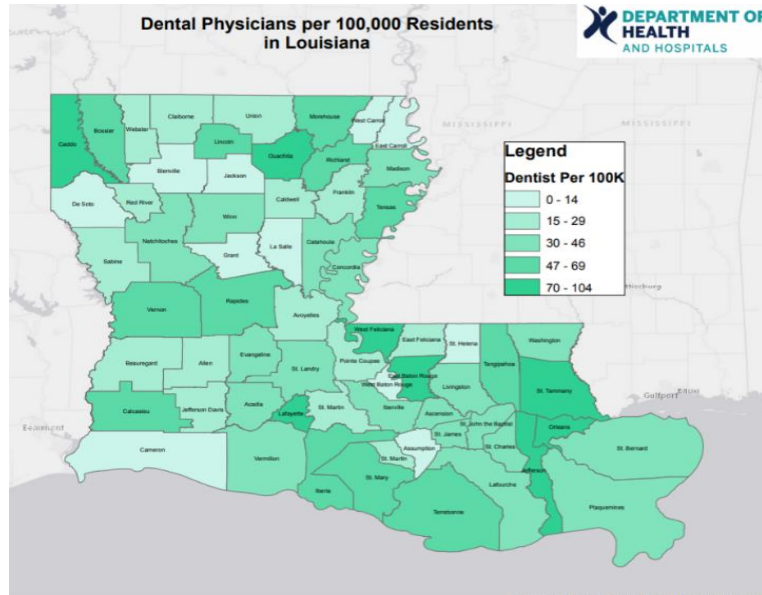 Dental Physicians per 100,000 Residents
in Louisiana
DEPARTMENT OF
HEALTH
AND HOSPITALS
MISSISSIPPI
MISSISSIPPI
Legend
Dentist Per 100K
0 - 14
15 - 29
30 - 46
47 - 69
70 - 104
Caddo
Bossier
Webster
Claiborne
Union
Morehouse
West Carroll
East Carroll
Lincoln
Ouachita
Richland
Madison
Bienville
Jackson
De Soto
Red River
Caldwell
Franklin
Tensas
Winn
Natchitoches
Sabine
Grant
La Salle
Catahoula
Concordia
Vernon
Rapides
Avoyelles
West Feliciana
East Feliciana
St. Helena
Washington
Tangipahoa
Beauregard
Allen
Evangeline
St. Landry
Pointe Coupee
East Baton Rouge
West Baton Rouge
Livingston
St. Tammany
Calcasieu
Jefferson Davis
Acadia
Lafayette
St. Martin
Iberville
Ascension
St. John the Baptist
St. James
St. Charles
Orleans
St. Bernard
Jefferson
Cameron
Vermilion
Iberia
St. Martin
Assumption
St. Mary
Lafourche
Terrebonne
Plaquemines
Beaumont
Gulfport